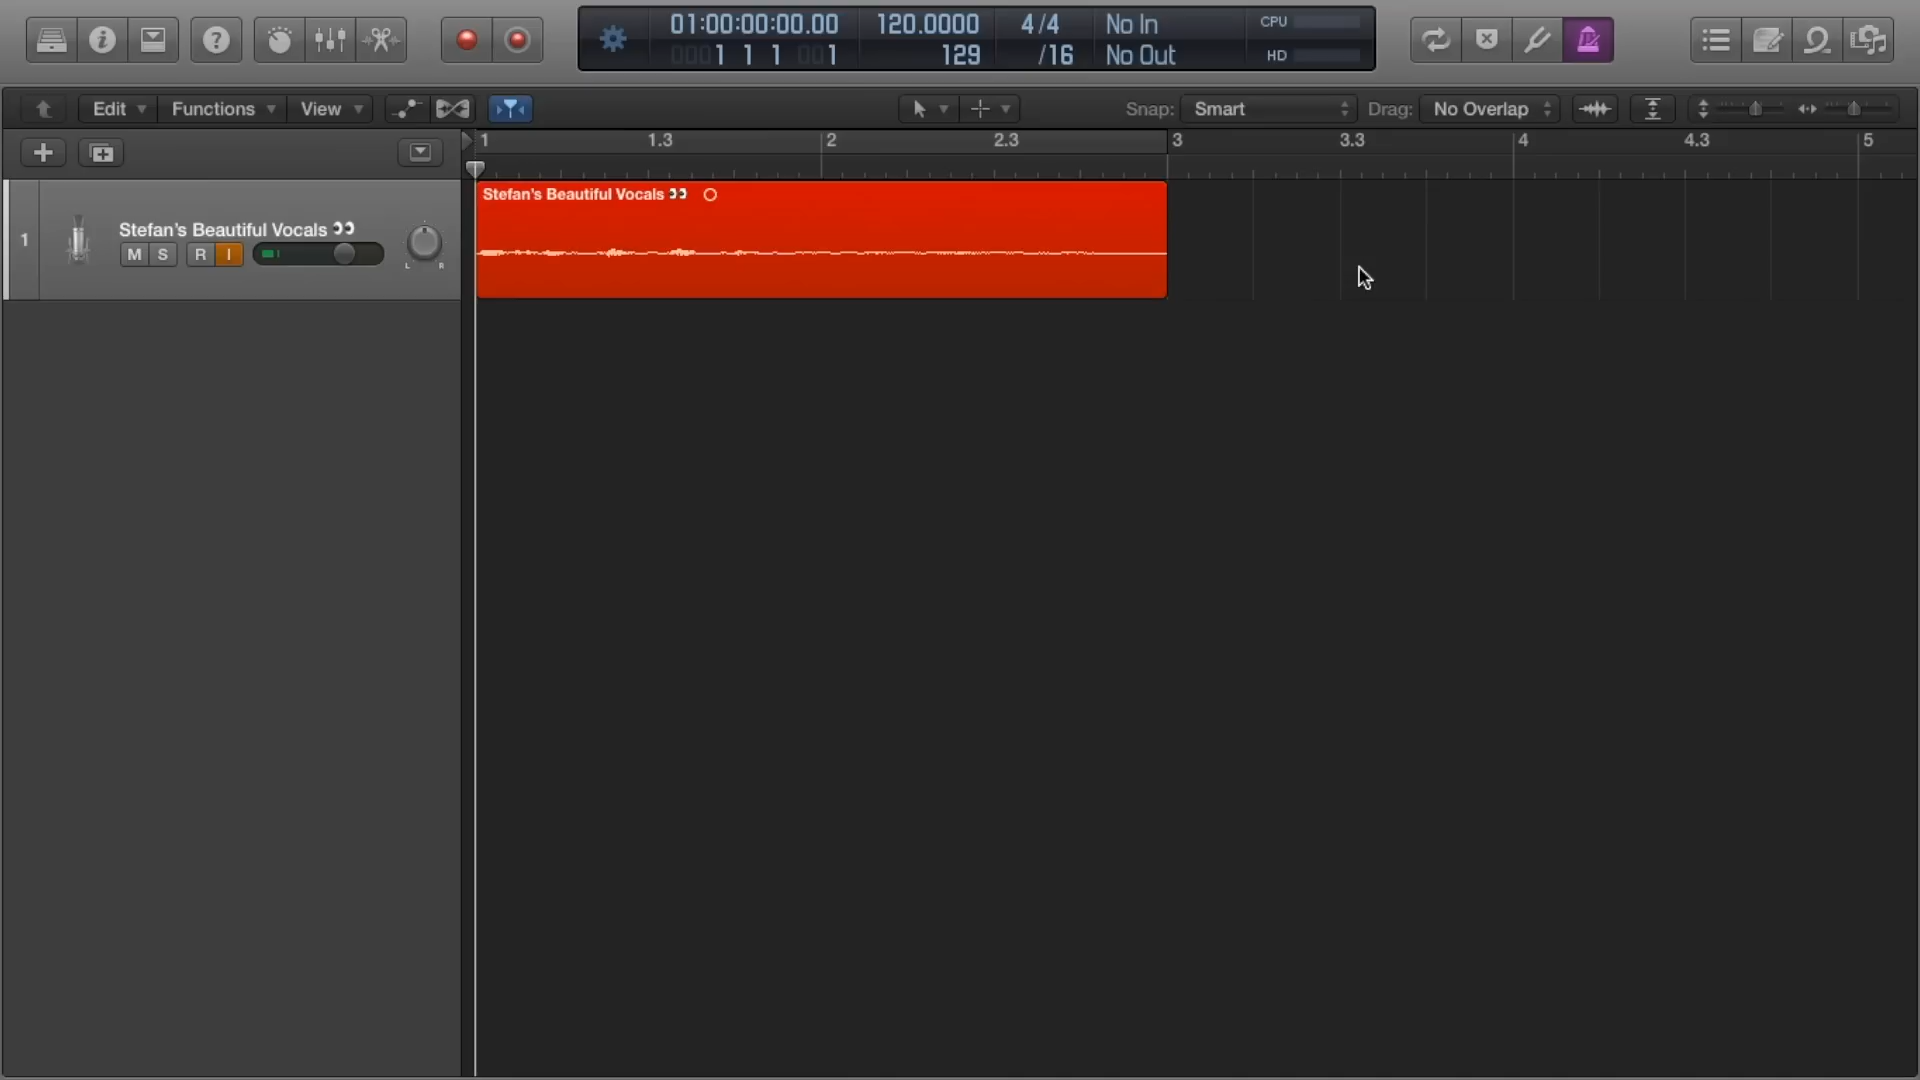 01:00:00:00.00 120.0000 4/4 No In CPU
0001 1 1 001 129 /16 No Out HD
Edit Functions View Snap: Smart Drag: No Overlap
1 1.3 2 2.3 3 3.3 4 4.3 5
Stefan's Beautiful Vocals 👀
1 Stefan's Beautiful Vocals 👀
M S R I
L R